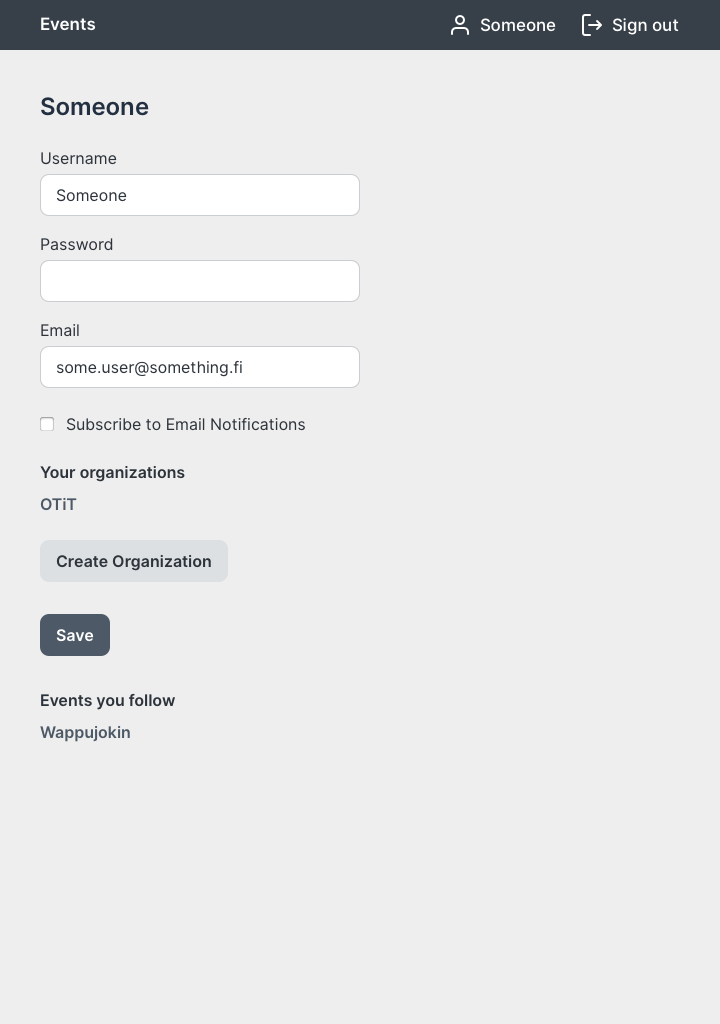 Events
Someone
Sign out
Someone
Username
Someone
Password
Email
some.user@something.fi
Subscribe to Email Notifications
Your organizations
OTiT
Create Organization
Save
Events you follow
Wappujokin